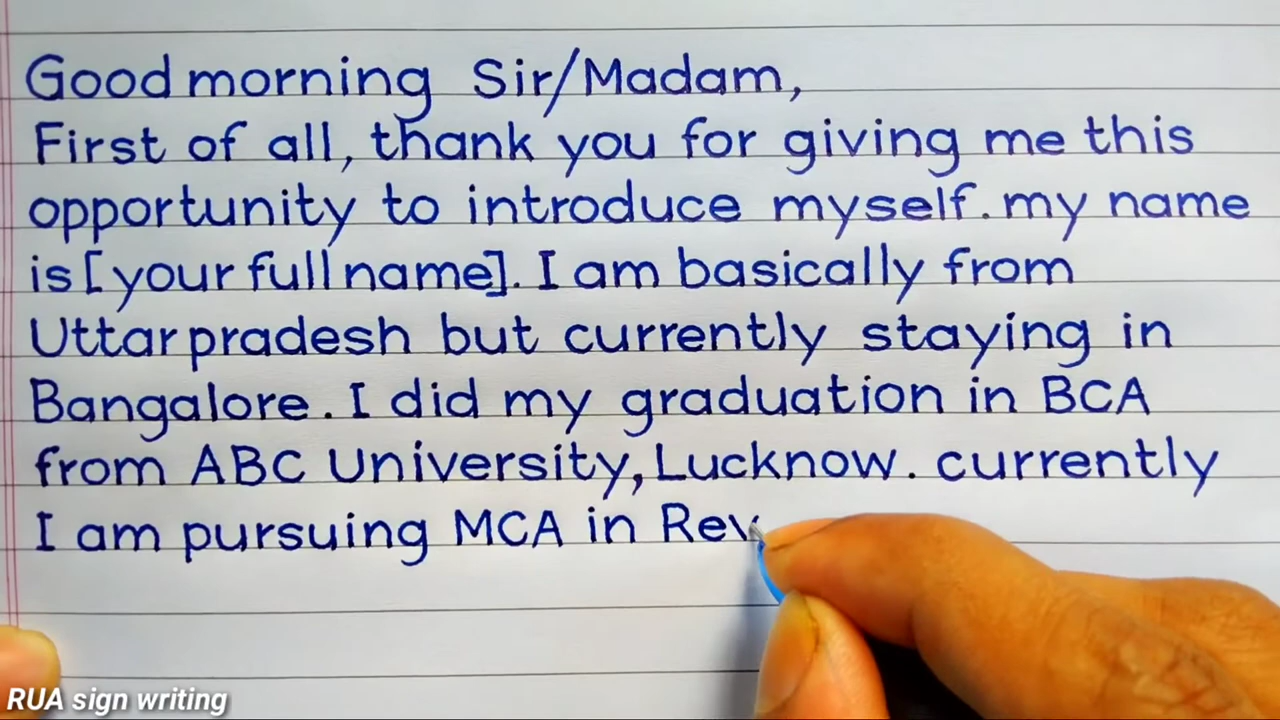 Good morning Sir/Madam,
First of all, thank you for giving me this
opportunity to introduce myself. my name
is [your full name]. I am basically from
Uttar pradesh but currently staying in
Bangalore. I did my graduation in BCA
from ABC University, Lucknow. currently
I am pursuing MCA in Rev
RUA sign writing